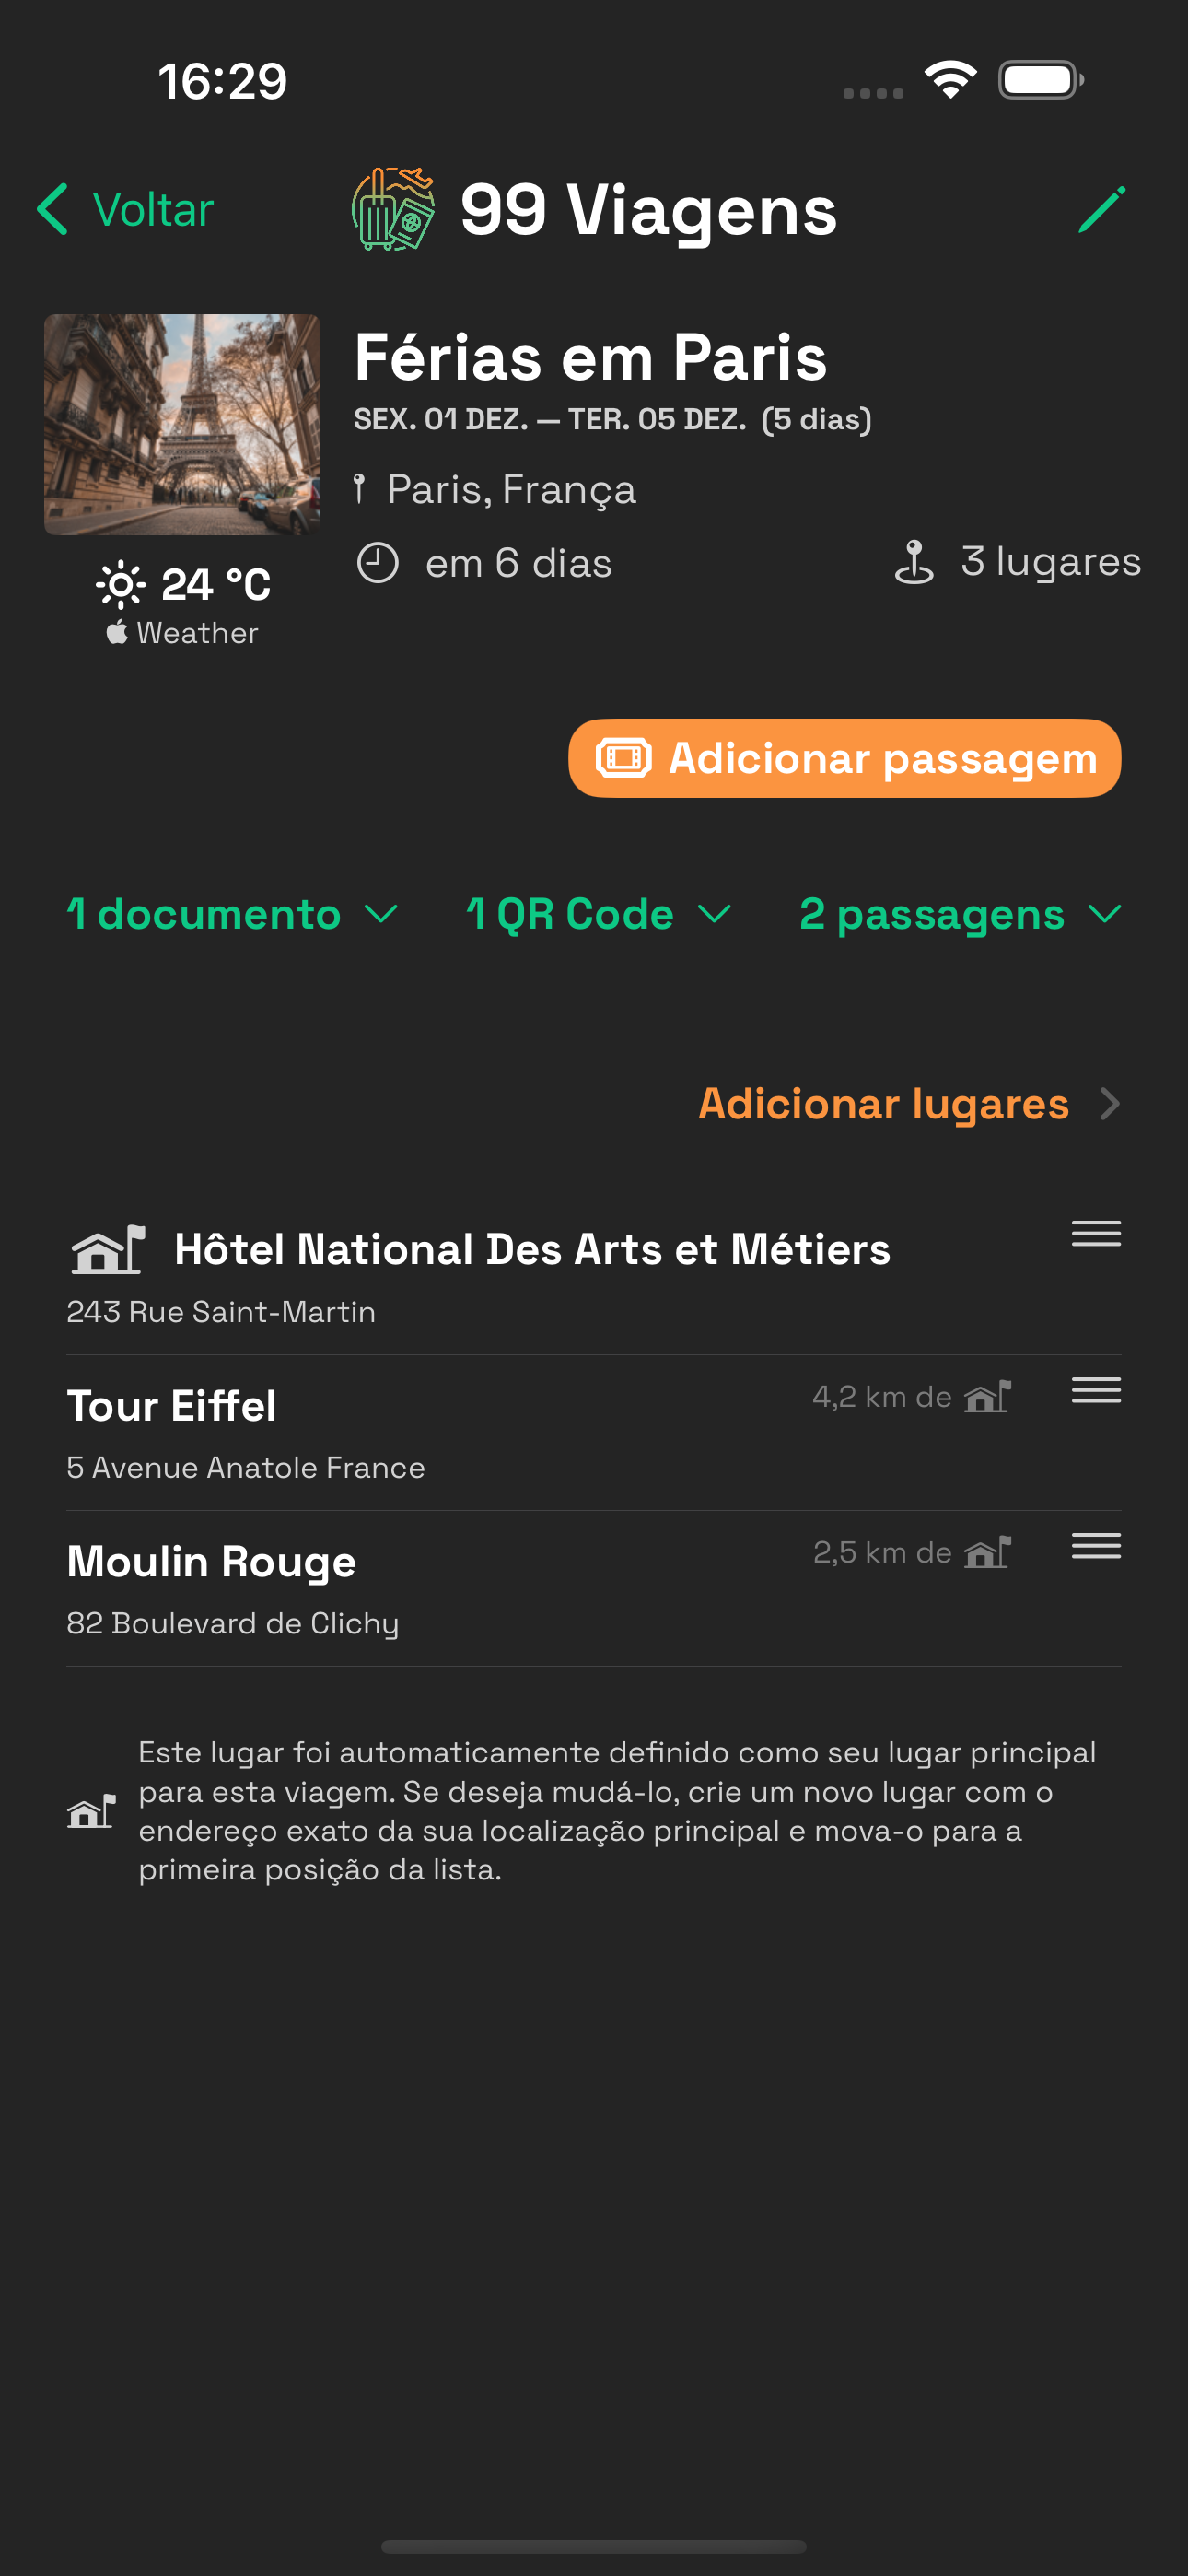 16:29
Voltar
99 Viagens
Férias em Paris
SEX. 01 DEZ. — TER. 05 DEZ. (5 dias)
Paris, França
em 6 dias
3 lugares
24 °C
Weather
Adicionar passagem
1 documento
1 QR Code
2 passagens
Adicionar lugares
Hôtel National Des Arts et Métiers
243 Rue Saint-Martin
Tour Eiffel
4,2 km de
5 Avenue Anatole France
Moulin Rouge
2,5 km de
82 Boulevard de Clichy
Este lugar foi automaticamente definido como seu lugar principal
para esta viagem. Se deseja mudá-lo, crie um novo lugar com o
endereço exato da sua localização principal e mova-o para a
primeira posição da lista.